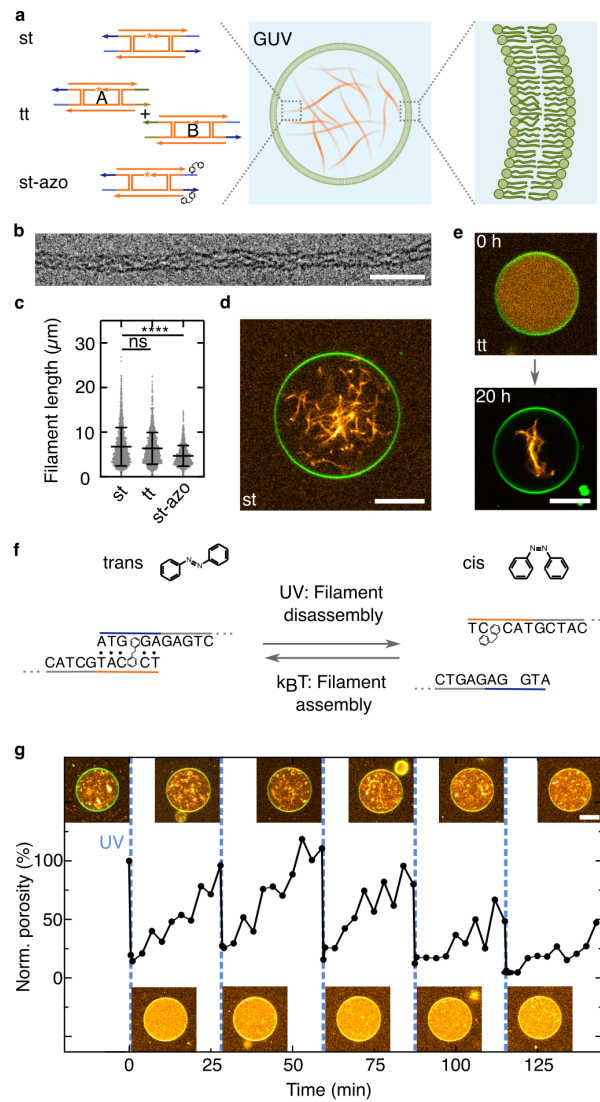 a
st
A
tt
+
B
st-azo
GUV
b
c
Filament length (µm)
30
20
10
0
****
ns
st
tt
st-azo
d
st
e
0 h
tt
20 h
f
trans
N
N
cis
N
N
UV: Filament
disassembly
kBT: Filament
assembly
ATG GAGAGTC
CATCGTAC CT
TC CATGCTAC
CTGAGAG GTA
g
UV
Norm. porosity (%)
100
50
0
0
25
50
75
100
125
Time (min)